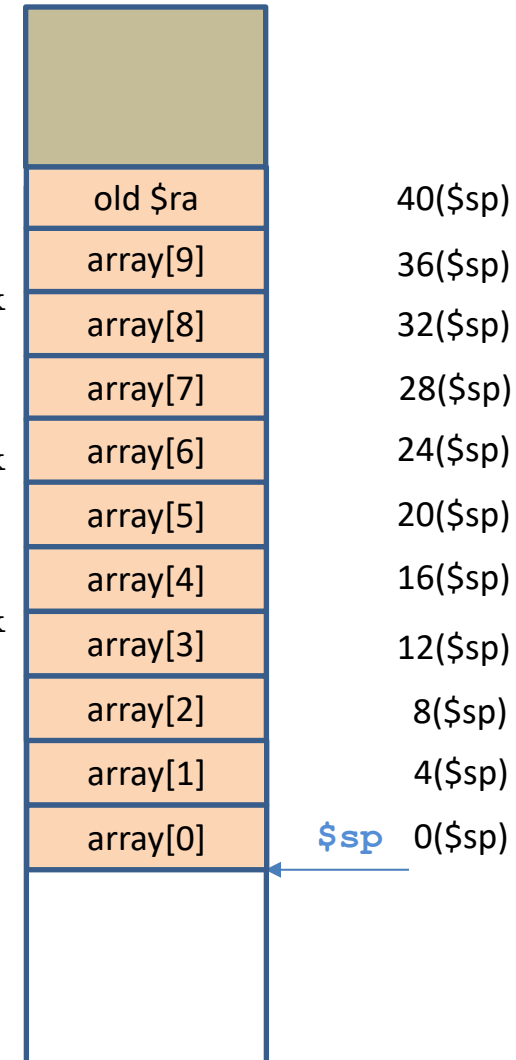 old $ra 40($sp)
array[9] 36($sp)
array[8] 32($sp)
array[7] 28($sp)
array[6] 24($sp)
array[5] 20($sp)
array[4] 16($sp)
array[3] 12($sp)
array[2] 8($sp)
array[1] 4($sp)
array[0] $sp 0($sp)